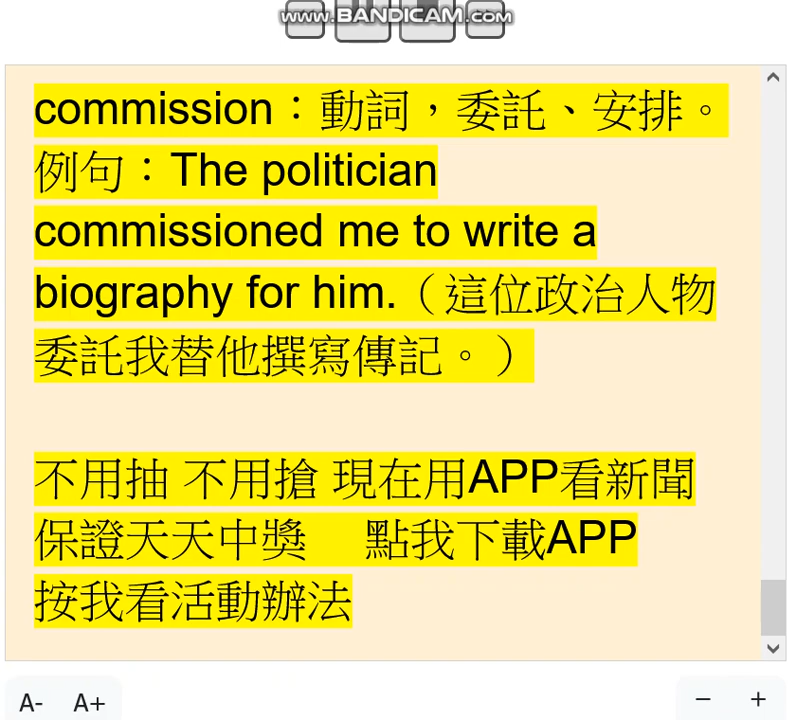 www.BANDICAM.com
commission：動詞，委託、安排。
例句：The politician
commissioned me to write a
biography for him.（這位政治人物
委託我替他撰寫傳記。）
不用抽 不用搶 現在用APP看新聞
保證天天中獎　點我下載APP
按我看活動辦法
A- A+ − +